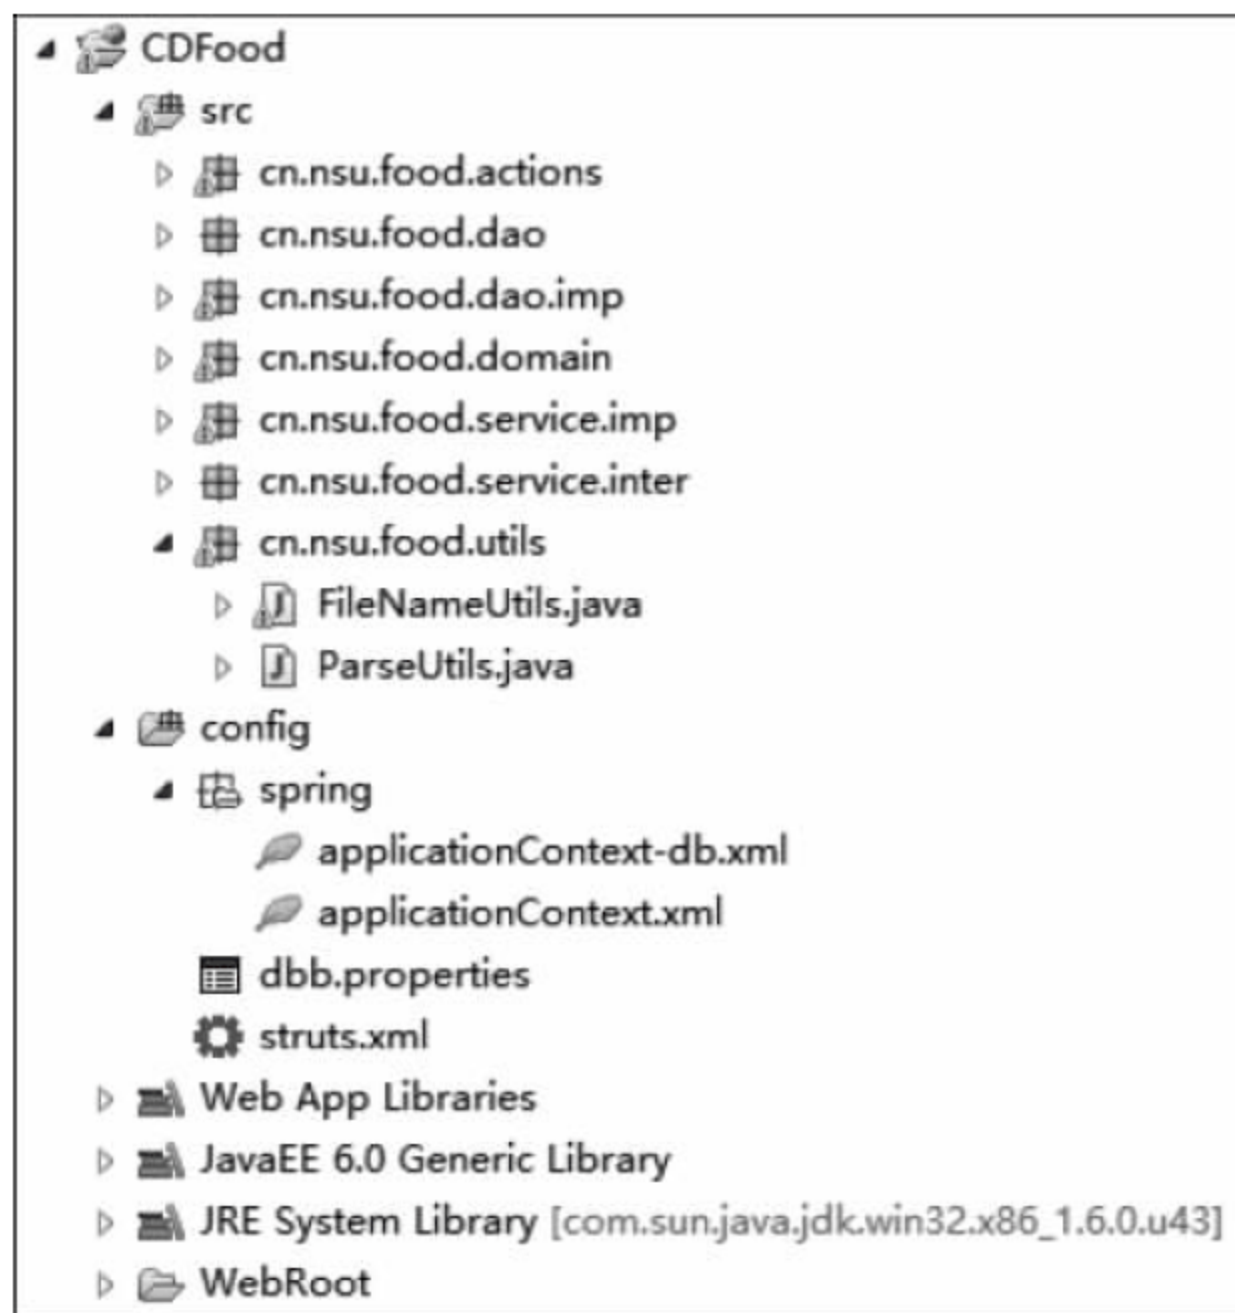 CDFood
src
cn.nsu.food.actions
cn.nsu.food.dao
cn.nsu.food.dao.imp
cn.nsu.food.domain
cn.nsu.food.service.imp
cn.nsu.food.service.inter
cn.nsu.food.utils
FileNameUtils.java
ParseUtils.java
config
spring
applicationContext-db.xml
applicationContext.xml
dbb.properties
struts.xml
Web App Libraries
JavaEE 6.0 Generic Library
JRE System Library [com.sun.java.jdk.win32.x86_1.6.0.u43]
WebRoot